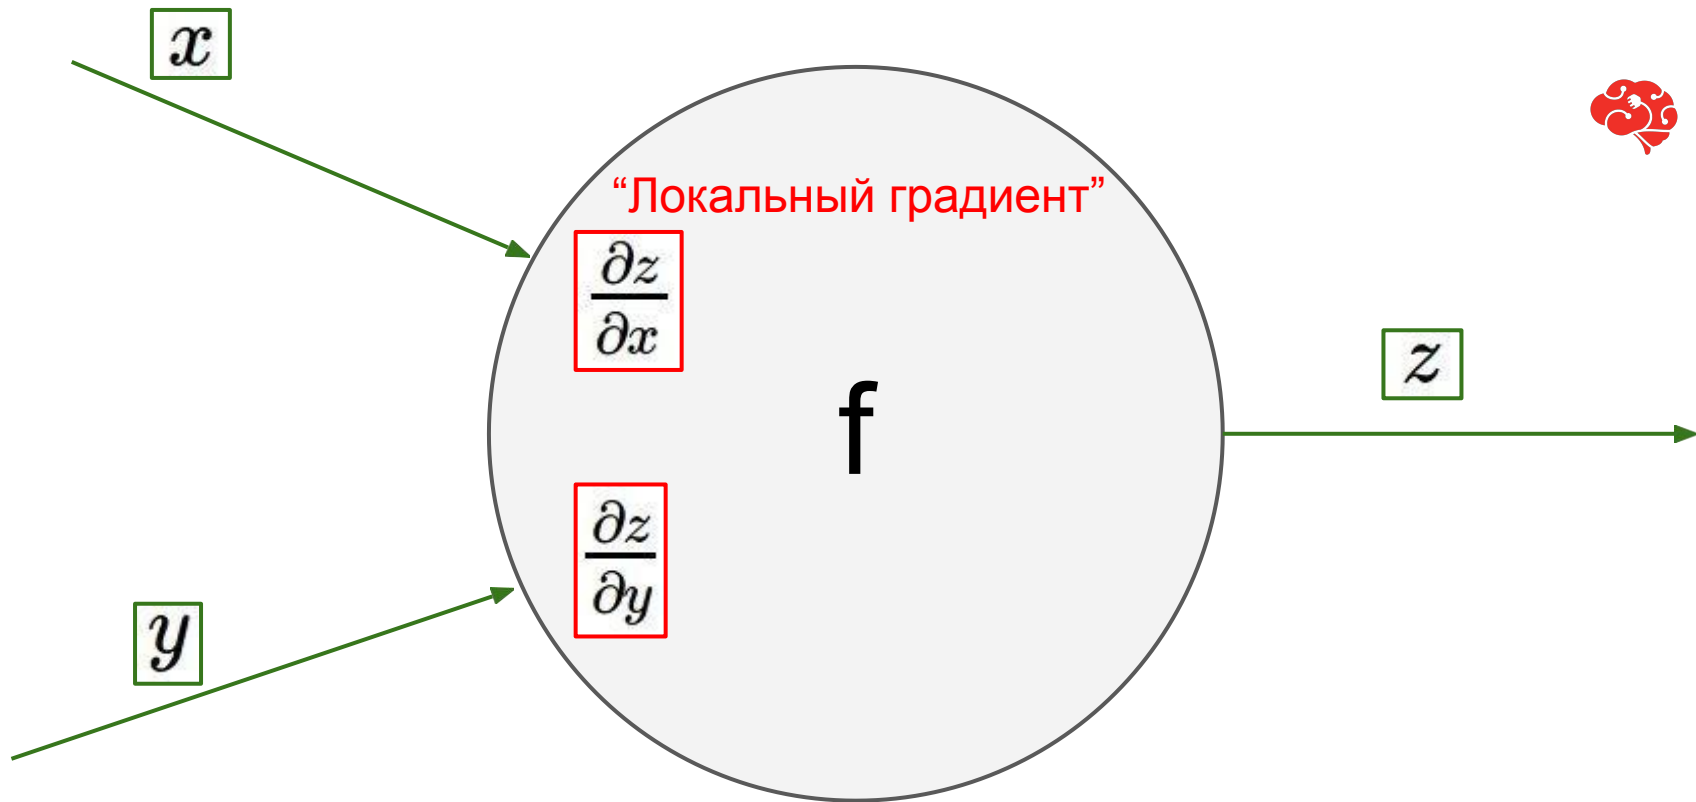 x
“Локальный градиент”
∂z
∂x
z
f
∂z
∂y
y